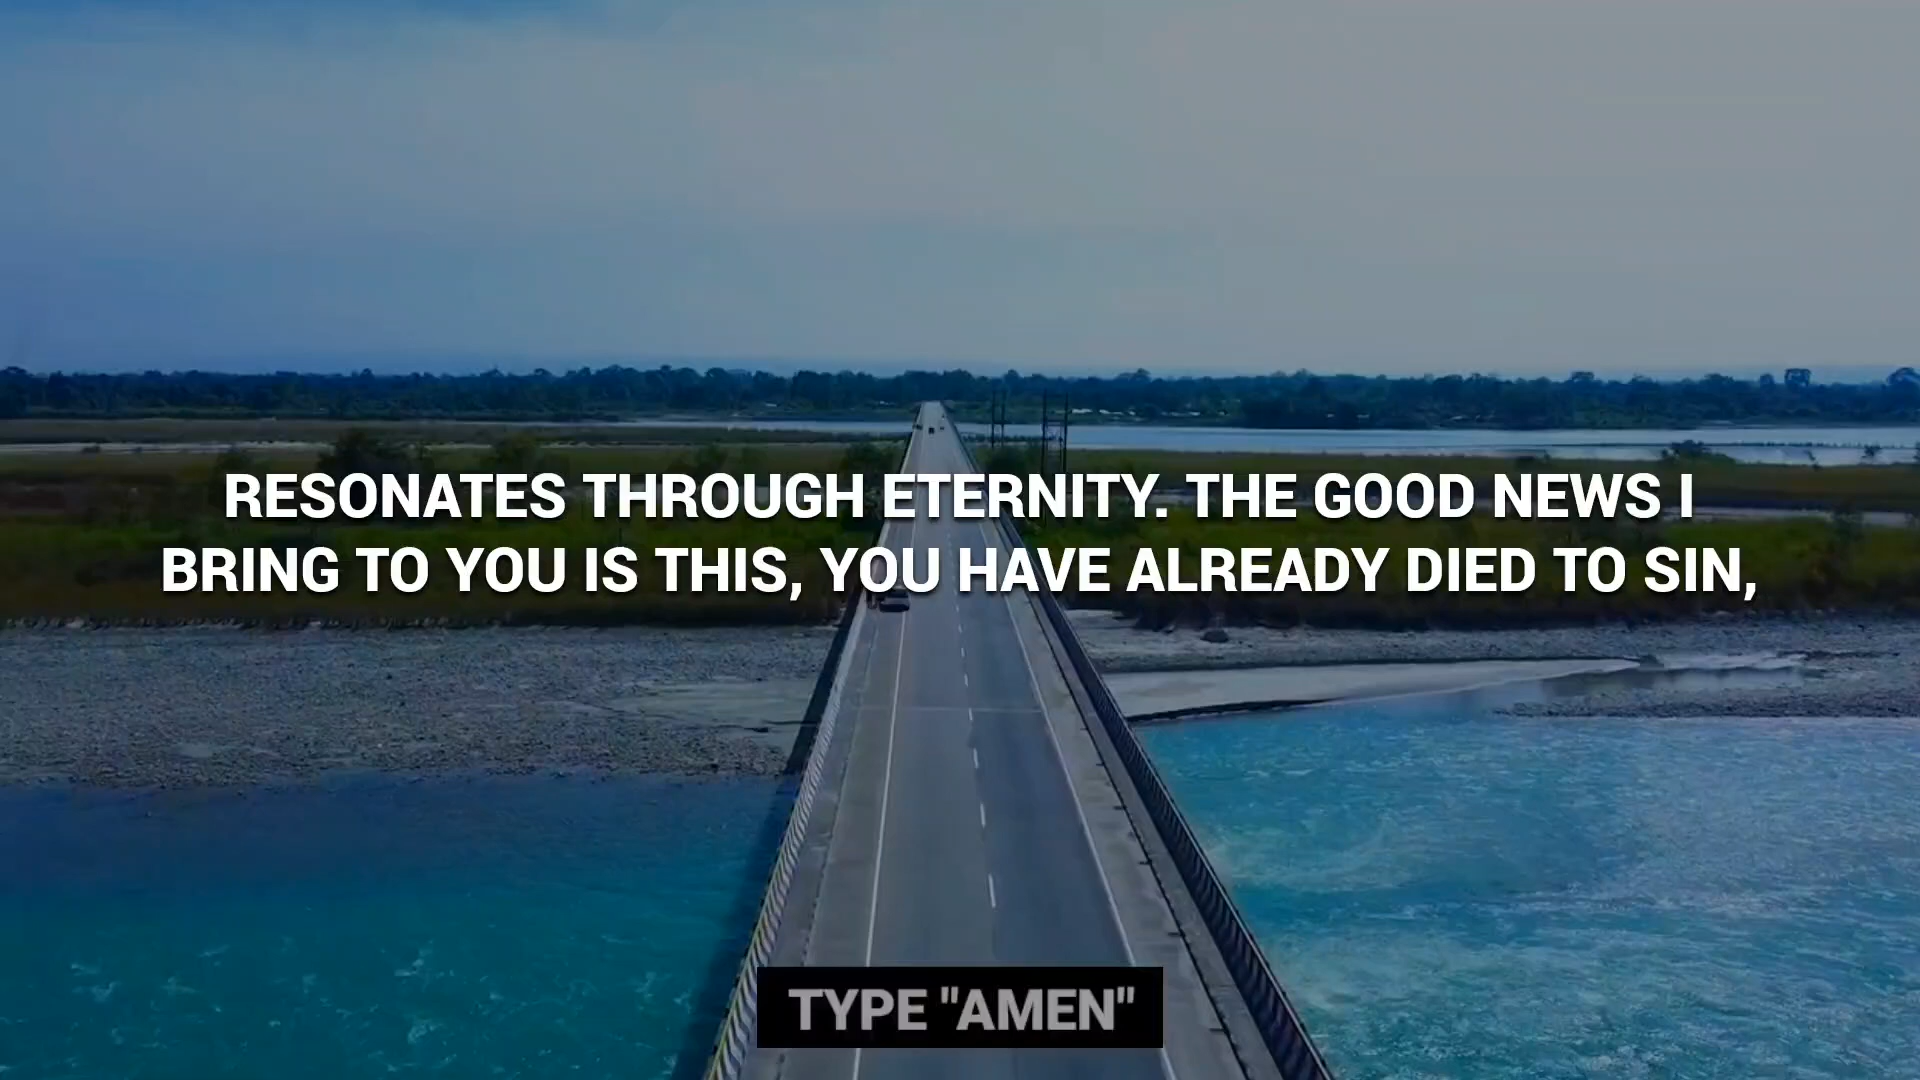 RESONATES THROUGH ETERNITY. THE GOOD NEWS I
BRING TO YOU IS THIS, YOU HAVE ALREADY DIED TO SIN,
TYPE "AMEN"